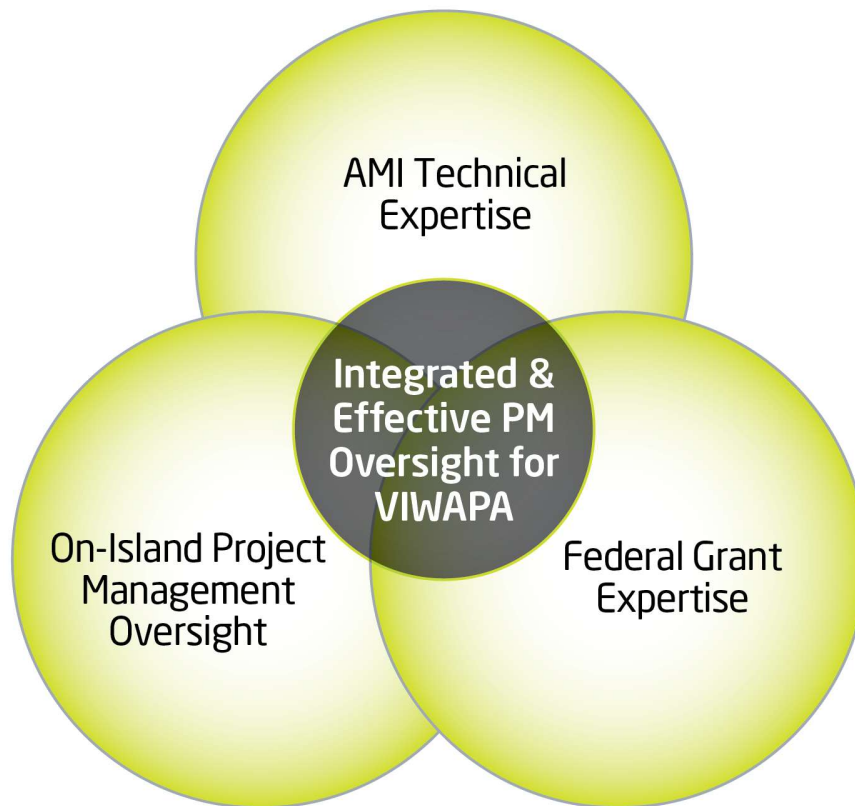 AMI Technical
Expertise
Integrated &
Effective PM
Oversight for
VIWAPA
On-Island Project
Management
Oversight
Federal Grant
Expertise